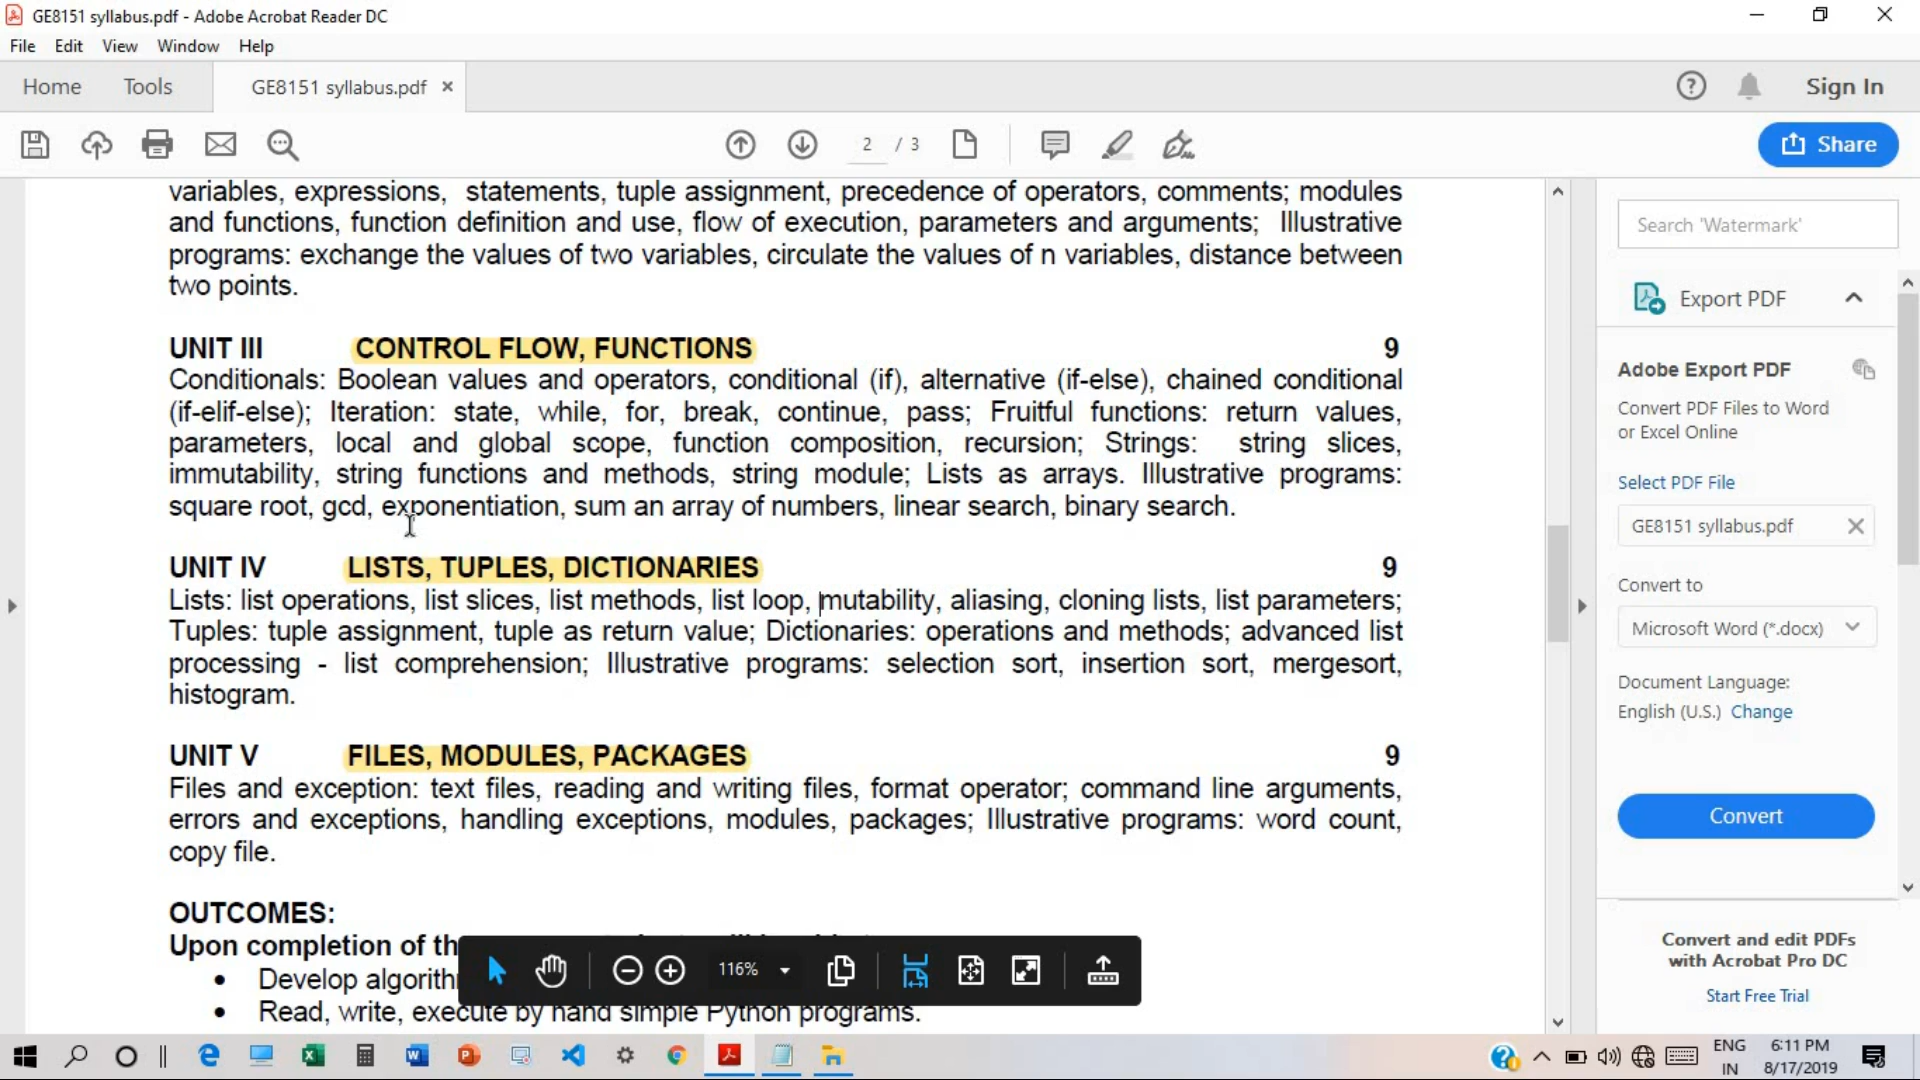 GE8151 syllabus.pdf - Adobe Acrobat Reader DC
File Edit View Window Help
Home Tools GE8151 syllabus.pdf × Sign In
2 / 3 Share
variables, expressions, statements, tuple assignment, precedence of operators, comments; modules
and functions, function definition and use, flow of execution, parameters and arguments; Illustrative
programs: exchange the values of two variables, circulate the values of n variables, distance between
two points.
UNIT III CONTROL FLOW, FUNCTIONS 9
Conditionals: Boolean values and operators, conditional (if), alternative (if-else), chained conditional
(if-elif-else); Iteration: state, while, for, break, continue, pass; Fruitful functions: return values,
parameters, local and global scope, function composition, recursion; Strings: string slices,
immutability, string functions and methods, string module; Lists as arrays. Illustrative programs:
square root, gcd, exponentiation, sum an array of numbers, linear search, binary search.
UNIT IV LISTS, TUPLES, DICTIONARIES 9
Lists: list operations, list slices, list methods, list loop, mutability, aliasing, cloning lists, list parameters;
Tuples: tuple assignment, tuple as return value; Dictionaries: operations and methods; advanced list
processing - list comprehension; Illustrative programs: selection sort, insertion sort, mergesort,
histogram.
UNIT V FILES, MODULES, PACKAGES 9
Files and exception: text files, reading and writing files, format operator; command line arguments,
errors and exceptions, handling exceptions, modules, packages; Illustrative programs: word count,
copy file.
OUTCOMES:
Upon completion of th
• Develop algorith
• Read, write, execute by hand simple Python programs.
116%
Search 'Watermark'
Export PDF
Adobe Export PDF
Convert PDF Files to Word
or Excel Online
Select PDF File
GE8151 syllabus.pdf
Convert to
Microsoft Word (*.docx)
Document Language:
English (U.S.) Change
Convert
Convert and edit PDFs
with Acrobat Pro DC
Start Free Trial
ENG
IN
6:11 PM
8/17/2019